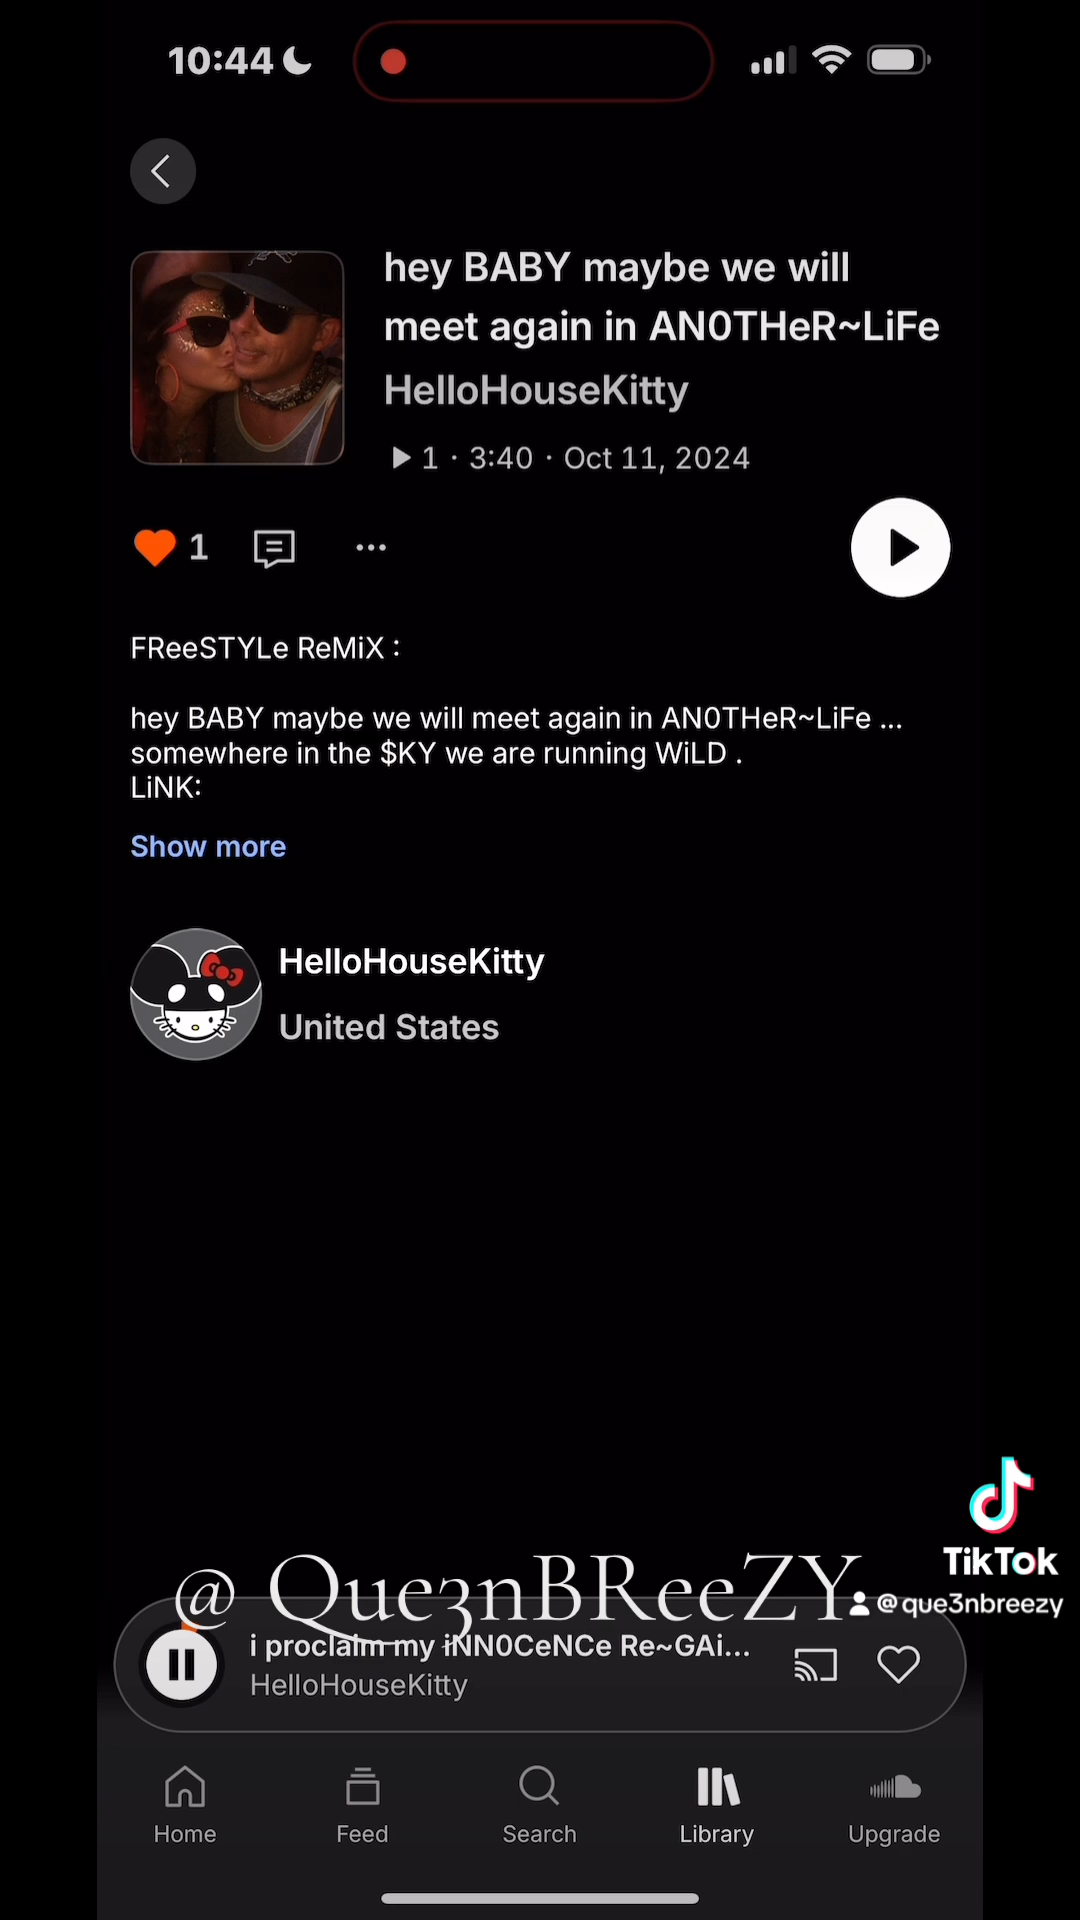 10:44
hey BABY maybe we will
meet again in AN0THeR~LiFe
HelloHouseKitty
1 · 3:40 · Oct 11, 2024
1
FReeSTYLe ReMiX :
hey BABY maybe we will meet again in AN0THeR~LiFe ...
somewhere in the $KY we are running WiLD .
LiNK:
Show more
HelloHouseKitty
United States
TikTok
@que3nbreezy
@ Que3nBReeZY
i proclaim my iNN0CeNCe Re~GAi...
HelloHouseKitty
Home
Feed
Search
Library
Upgrade